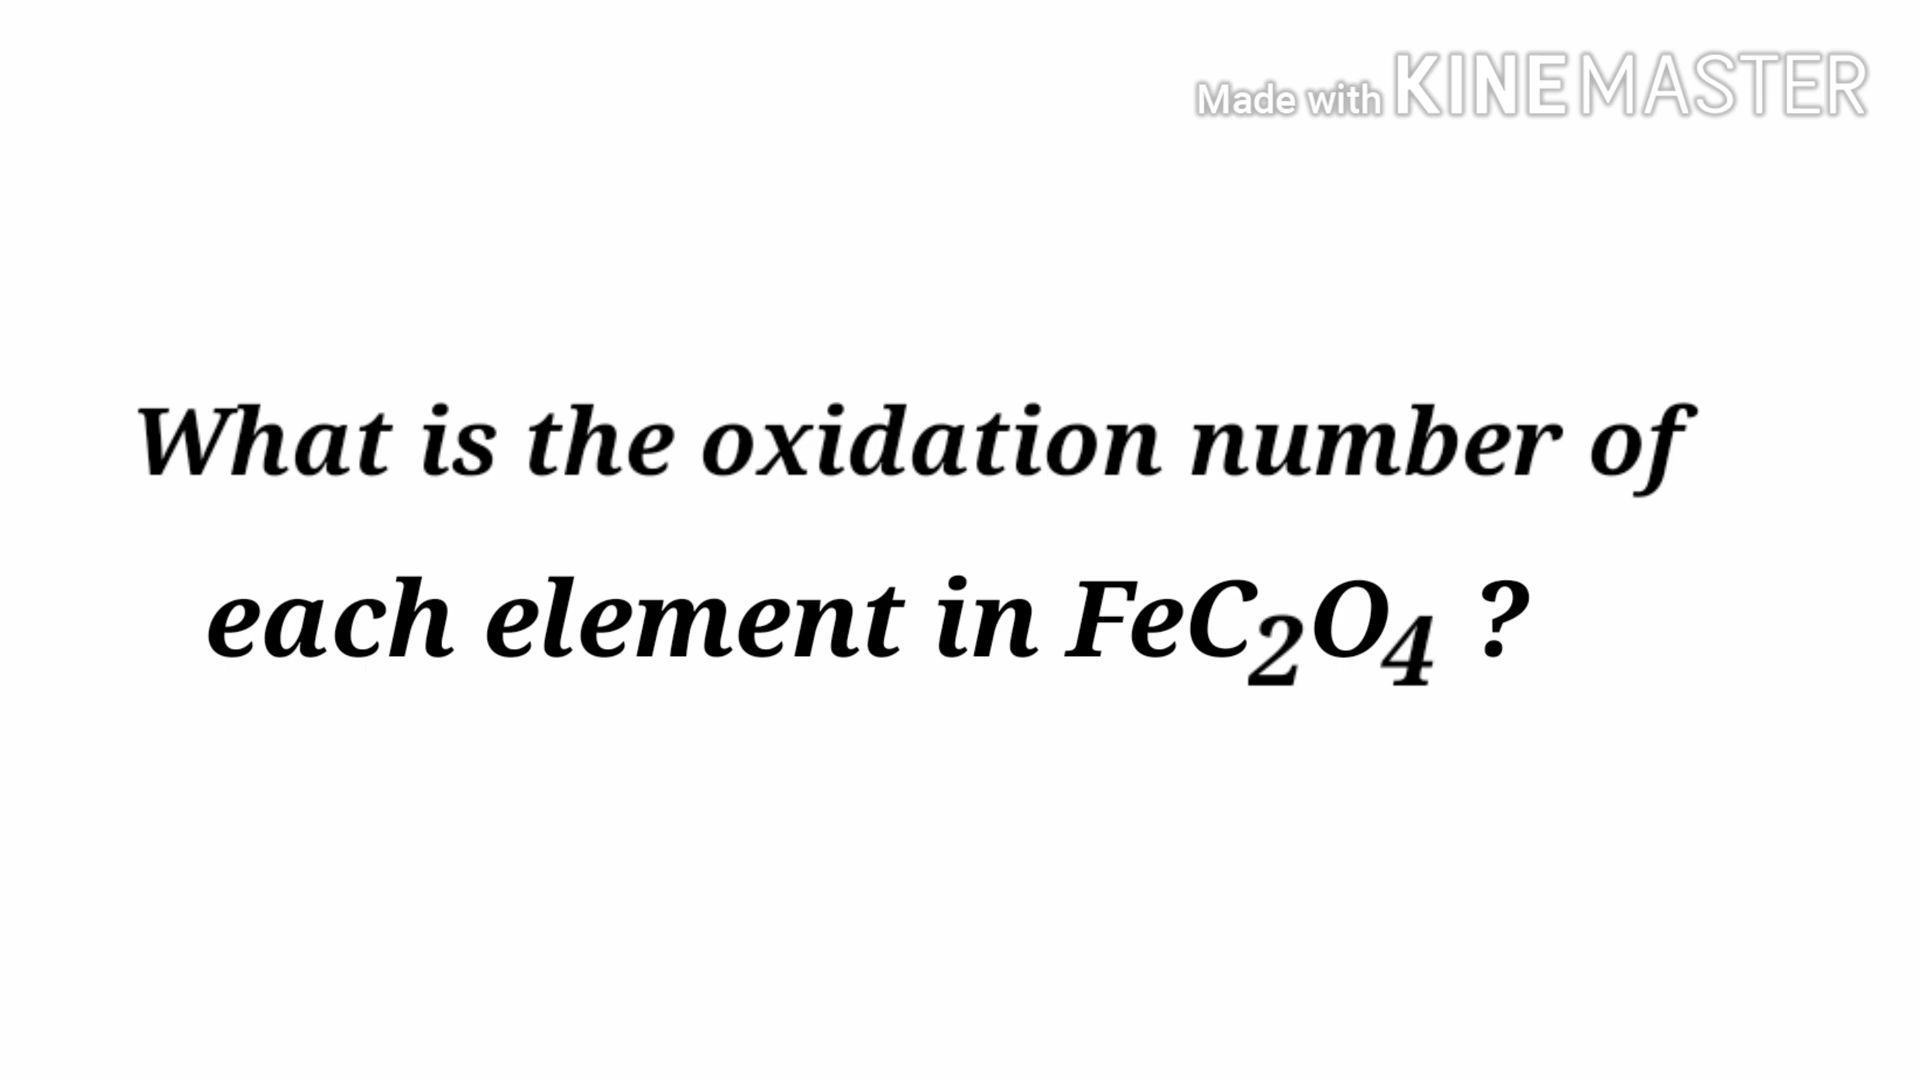 Made with KINEMASTER
What is the oxidation number of
each element in FeC₂O₄ ?